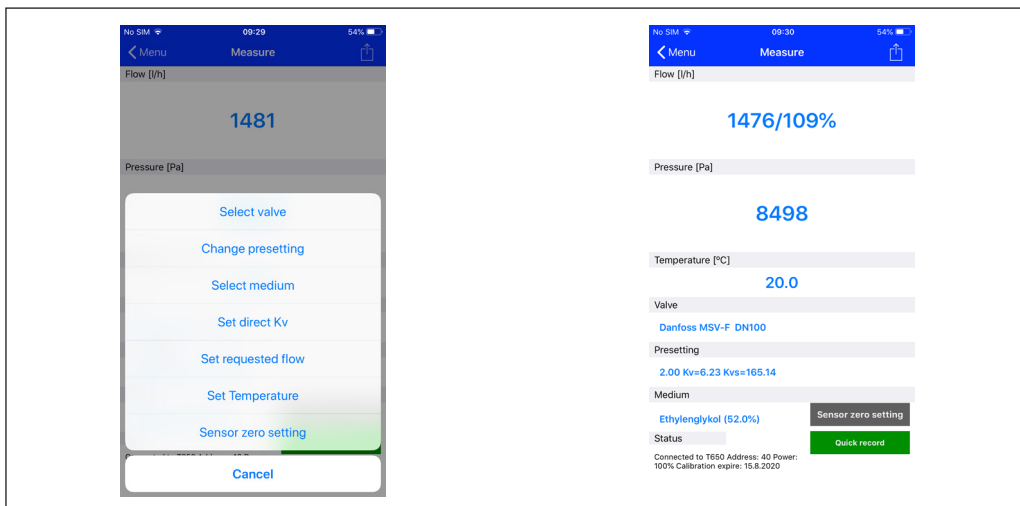 No SIM 09:29 54%
Menu Measure
Flow [l/h]
1481
Pressure [Pa]
Select valve
Change presetting
Select medium
Set direct Kv
Set requested flow
Set Temperature
Sensor zero setting
Cancel
No SIM 09:30 54%
Menu Measure
Flow [l/h]
1476/109%
Pressure [Pa]
8498
Temperature [ºC]
20.0
Valve
Danfoss MSV-F DN100
Presetting
2.00 Kv=6.23 Kvs=165.14
Medium
Ethylenglykol (52.0%)
Sensor zero setting
Status
Quick record
Connected to T650 Address: 40 Power:
100% Calibration expire: 15.8.2020